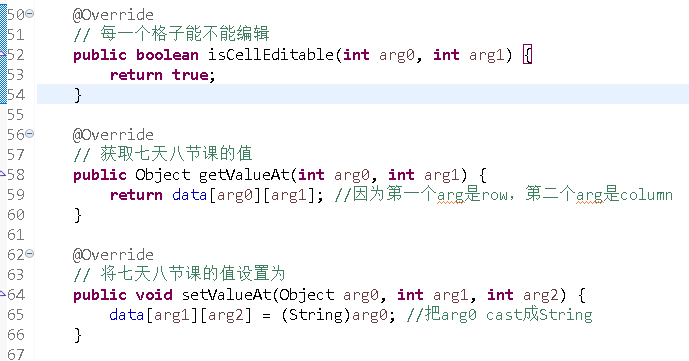 50 @Override
51 // 每一个格子能不能编辑
52 public boolean isCellEditable(int arg0, int arg1) {
53 return true;
54 }
55
56 @Override
57 // 获取七天八节课的值
58 public Object getValueAt(int arg0, int arg1) {
59 return data[arg0][arg1]; //因为第一个arg是row，第二个arg是column
60 }
61
62 @Override
63 // 将七天八节课的值设置为
64 public void setValueAt(Object arg0, int arg1, int arg2) {
65 data[arg1][arg2] = (String)arg0; //把arg0 cast成String
66 }
67